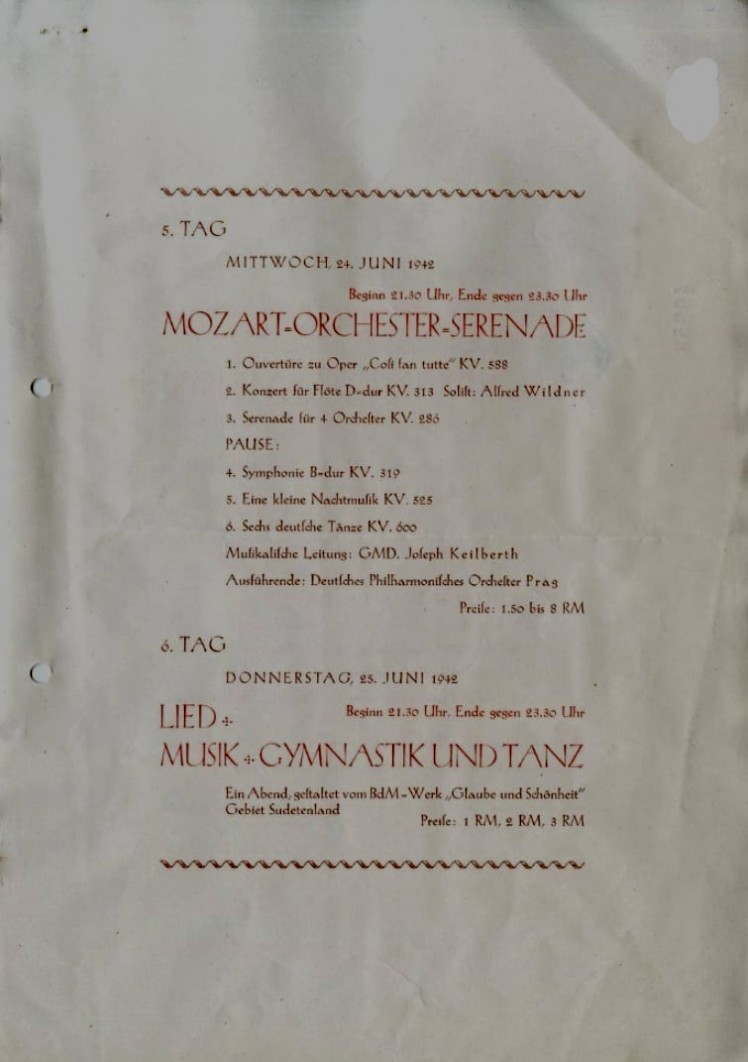 5. TAG
MITTWOCH, 24. JUNI 1942
Beginn 21.30 Uhr, Ende gegen 23.30 Uhr
MOZART-ORCHESTER-SERENADE
1. Ouvertüre zu Oper „Coſi fan tutte“ KV. 588
2. Konzert für Flöte D-dur KV. 313 Soliſt: Alfred Wildner
3. Serenade für 4 Orcheſter KV. 286
PAUSE:
4. Symphonie B-dur KV. 319
5. Eine kleine Nachtmuſik KV. 525
6. Sechs deutſche Tänze KV. 600
Muſikaliſche Leitung: GMD. Joſeph Keilberth
Ausführende: Deutſches Philharmoniſches Orcheſter Prag
Preiſe: 1.50 bis 8 RM
6. TAG
DONNERSTAG, 25. JUNI 1942
Beginn 21.30 Uhr, Ende gegen 23.30 Uhr
LIED +
MUSIK + GYMNASTIK UND TANZ
Ein Abend, geſtaltet vom BdM-Werk „Glaube und Schönheit“
Gebiet Sudetenland
Preiſe: 1 RM, 2 RM, 3 RM